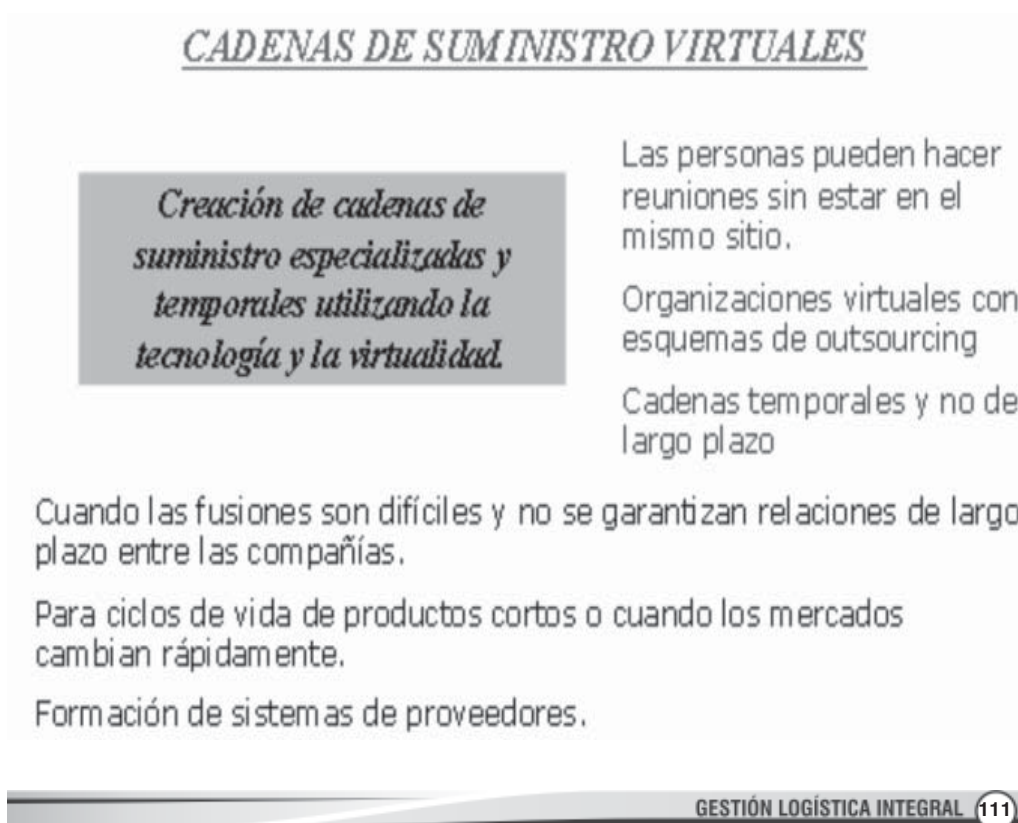 CADENAS DE SUMINISTRO VIRTUALES
Creación de cadenas de
suministro especializadas y
temporales utilizando la
tecnología y la virtualidad.
Las personas pueden hacer
reuniones sin estar en el
mismo sitio.
Organizaciones virtuales con
esquemas de outsourcing
Cadenas temporales y no de
largo plazo
Cuando las fusiones son difíciles y no se garantizan relaciones de largo
plazo entre las compañías.
Para ciclos de vida de productos cortos o cuando los mercados
cambian rápidamente.
Formación de sistemas de proveedores.
GESTIÓN LOGÍSTICA INTEGRAL 111